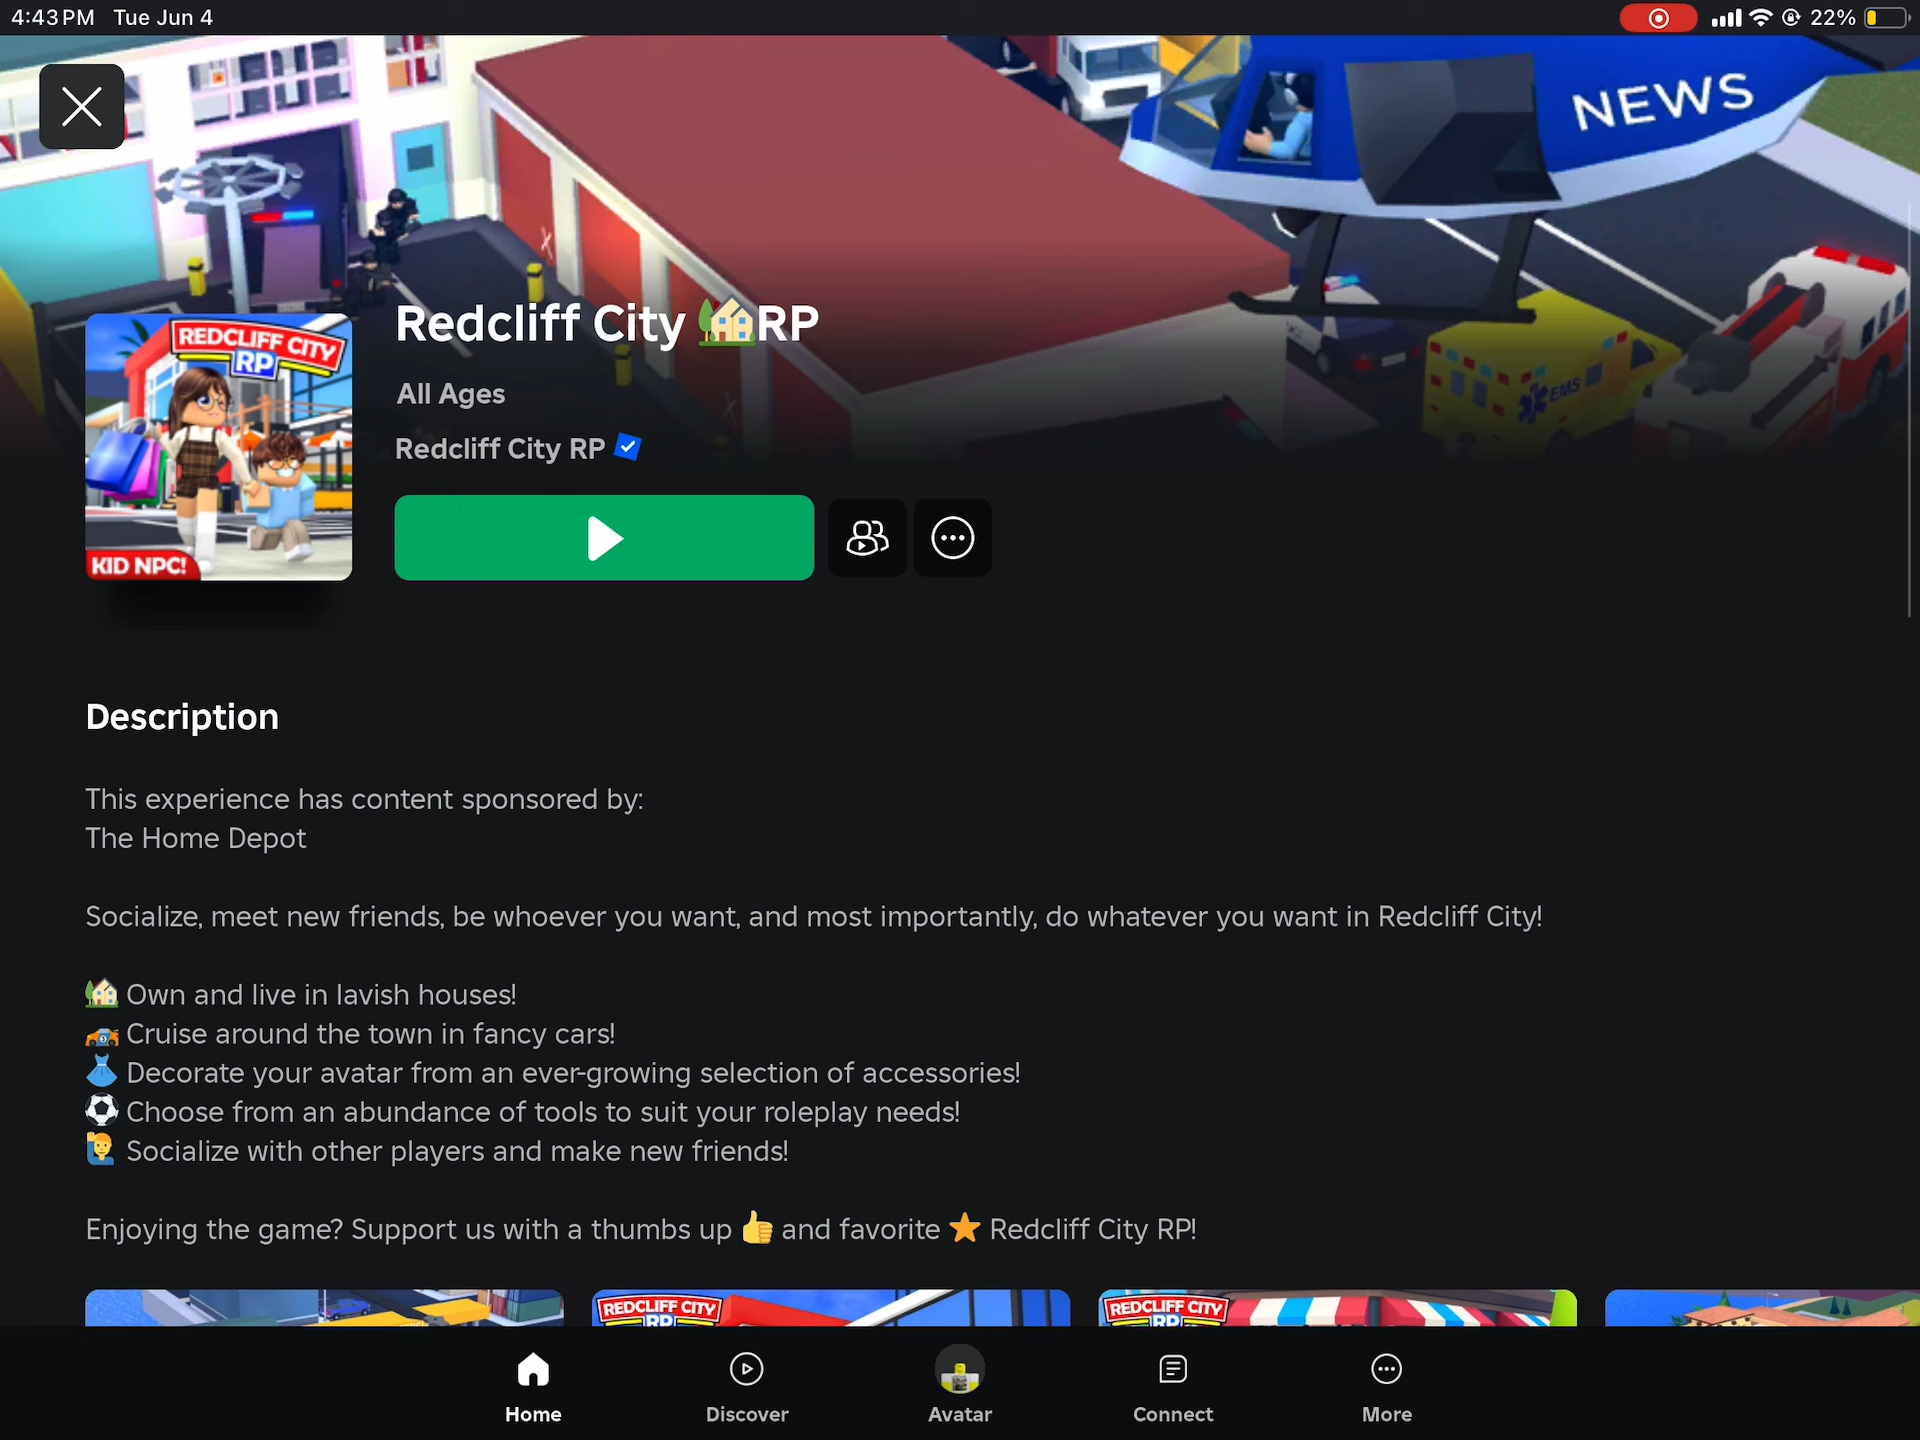 4:43 PM Tue Jun 4
22%
NEWS
EMS
REDCLIFF CITY
RP
KID NPC!
Redcliff City 🏡RP
All Ages
Redcliff City RP
Description
This experience has content sponsored by:
The Home Depot
Socialize, meet new friends, be whoever you want, and most importantly, do whatever you want in Redcliff City!
🏡 Own and live in lavish houses!
🏎️ Cruise around the town in fancy cars!
👗 Decorate your avatar from an ever-growing selection of accessories!
⚽ Choose from an abundance of tools to suit your roleplay needs!
🙋‍♂️ Socialize with other players and make new friends!
Enjoying the game? Support us with a thumbs up 👍 and favorite ⭐ Redcliff City RP!
REDCLIFF CITY
RP
REDCLIFF CITY
RP
Home
Discover
Avatar
Connect
More